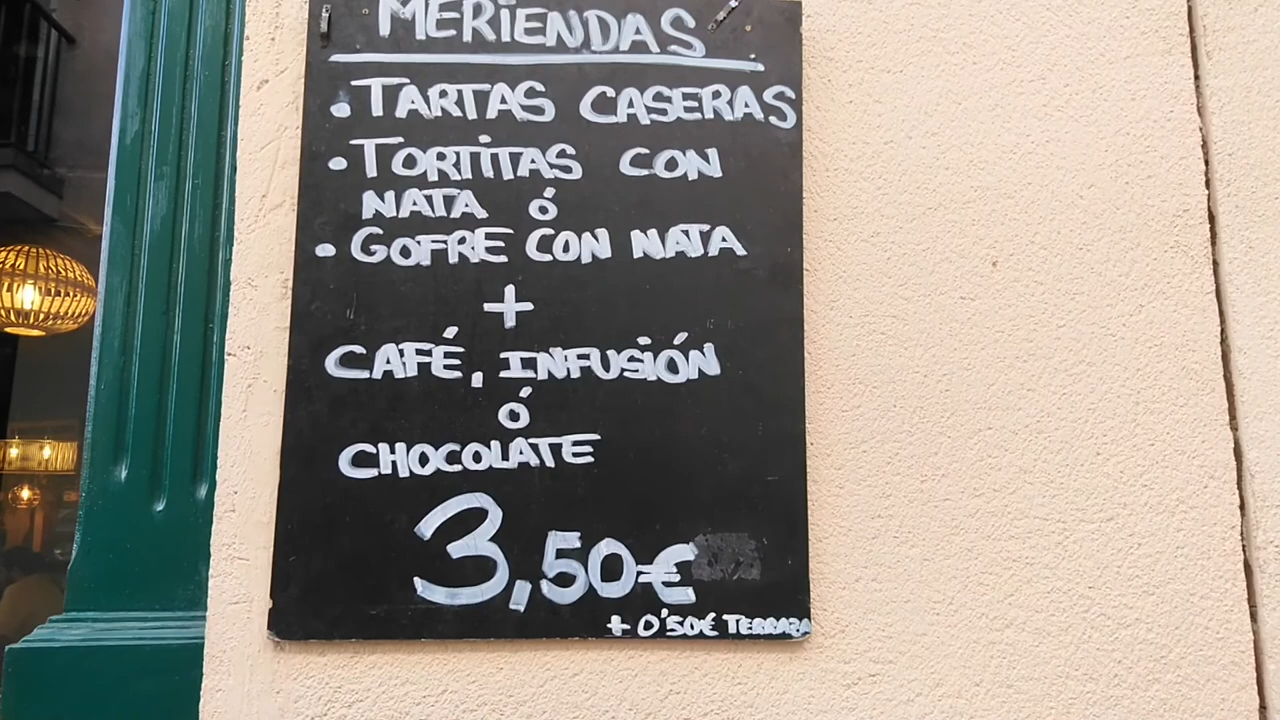 MERIENDAS
• TARTAS CASERAS
• TORTITAS CON
NATA Ó
• GOFRE CON NATA
+
CAFÉ, INFUSIÓN
Ó
CHOCOLATE
3,50€
+ 0'50€ TERRAZA